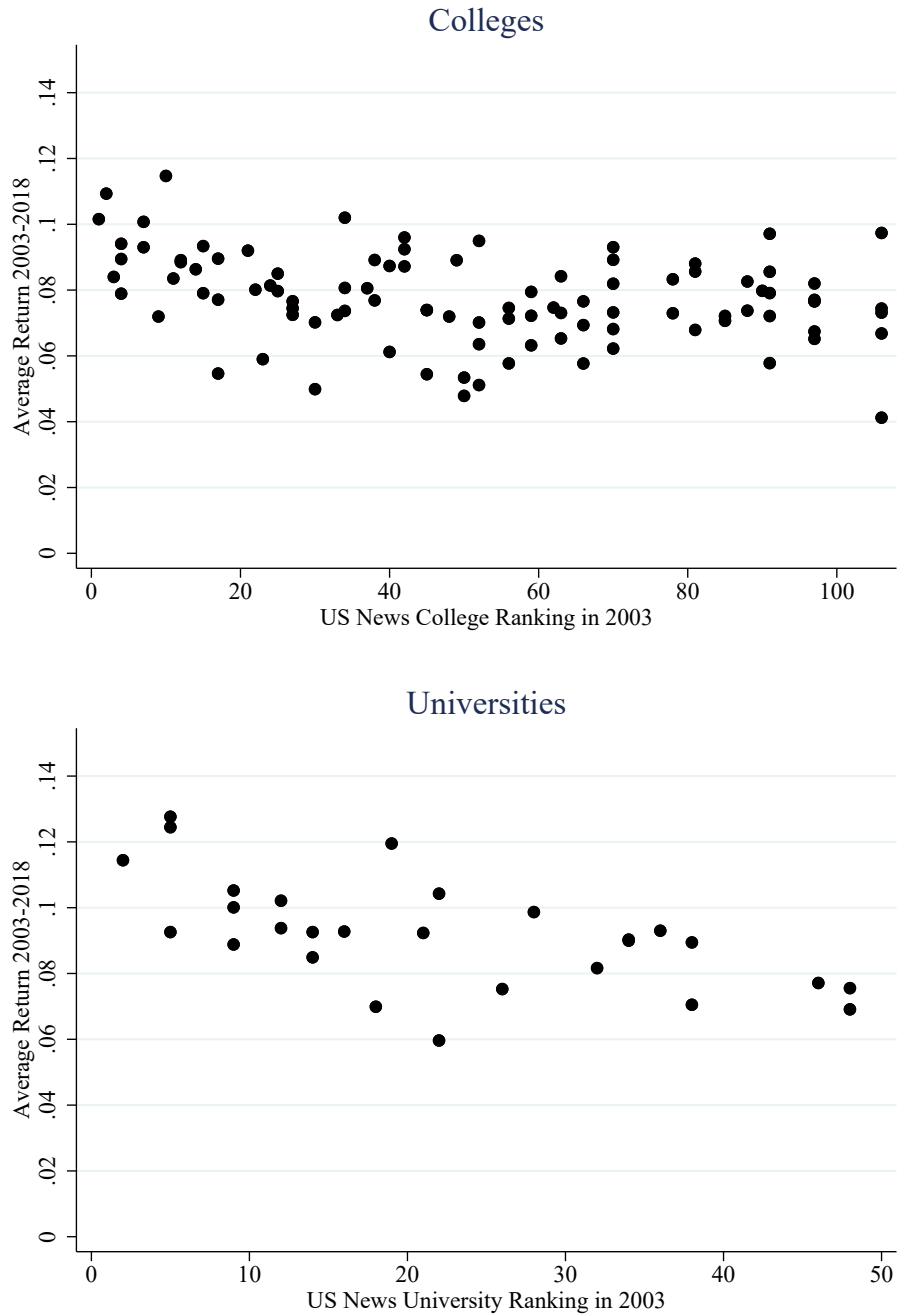 Colleges
Average Return 2003-2018
.14
.12
.1
.08
.06
.04
.02
0
0 20 40 60 80 100
US News College Ranking in 2003
Universities
Average Return 2003-2018
.14
.12
.1
.08
.06
.04
.02
0
0 10 20 30 40 50
US News University Ranking in 2003